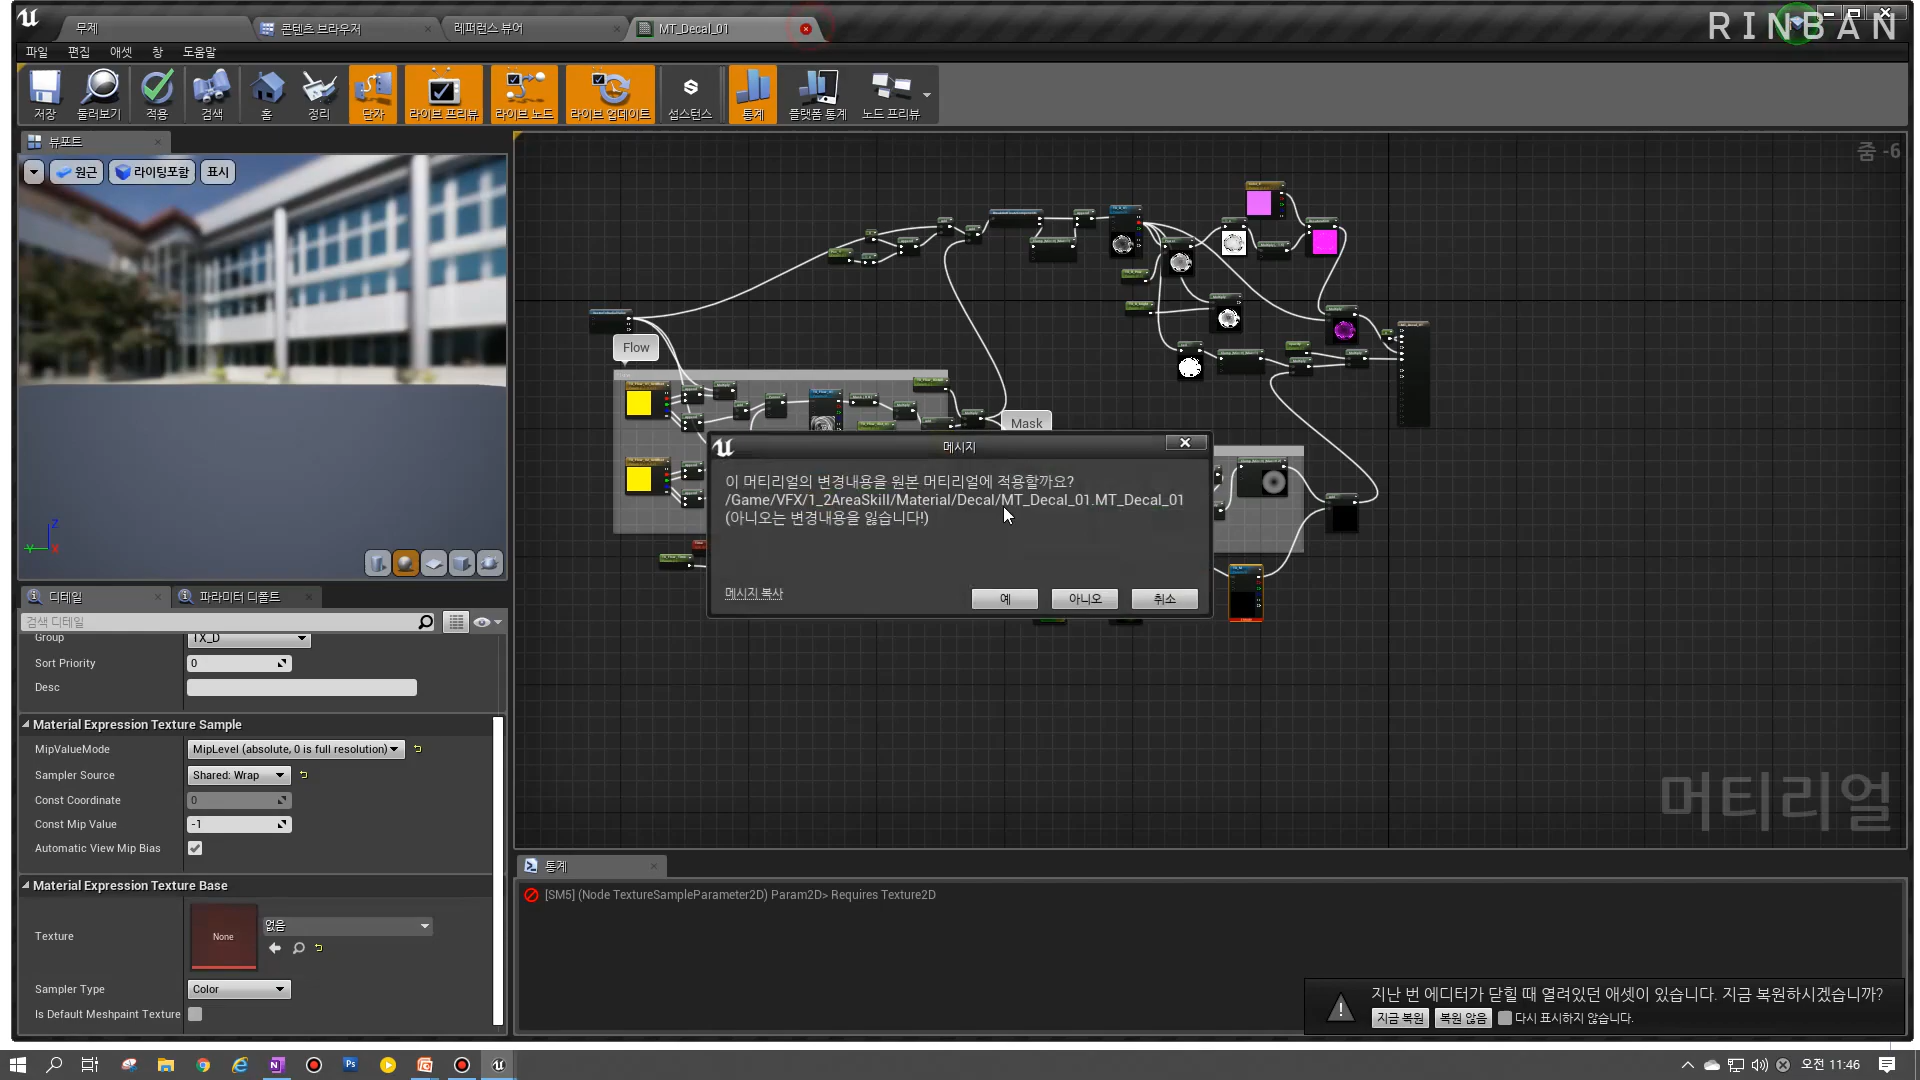 무제
콘텐츠 브라우저
레퍼런스 뷰어
MT_Decal_01
RINBAN
파일 편집 애셋 창 도움말
저장
둘러보기
적용
검색
홈
정리
단자
라이브 프리뷰
라이브 노드
라이브 업데이트
섭스턴스
통계
플랫폼 통계
노드 프리뷰
뷰포트
원근
라이팅포함
표시
줌 -6
Flow
Mask
메시지
이 머티리얼의 변경내용을 원본 머티리얼에 적용할까요?
/Game/VFX/1_2AreaSkill/Material/Decal/MT_Decal_01.MT_Decal_01
(아니오는 변경내용을 잃습니다!)
메시지 복사
예
아니오
취소
디테일
파라미터 디폴트
검색 디테일
Group TX_D
Sort Priority 0
Desc
Material Expression Texture Sample
MipValueMode MipLevel (absolute, 0 is full resolution)
Sampler Source Shared: Wrap
Const Coordinate 0
Const Mip Value -1
Automatic View Mip Bias
Material Expression Texture Base
Texture None 없음
Sampler Type Color
Is Default Meshpaint Texture
머티리얼
통계
[SM5] (Node TextureSampleParameter2D) Param2D> Requires Texture2D
지난 번 에디터가 닫힐 때 열려있던 애셋이 있습니다. 지금 복원하시겠습니까?
지금 복원
복원 않음
다시 표시하지 않습니다.
오전 11:46